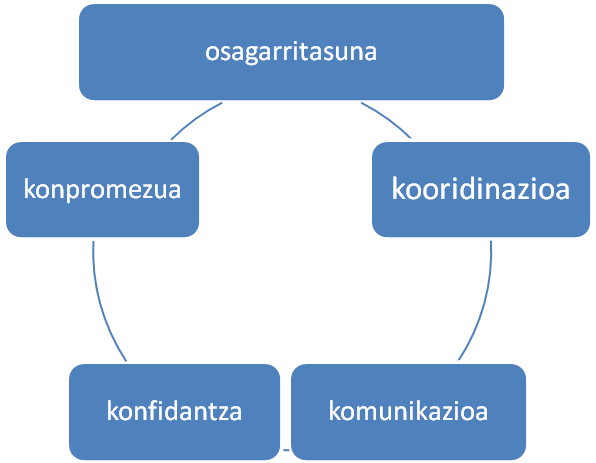 osagarritasuna
konpromezua
kooridinazioa
konfidantza
komunikazioa